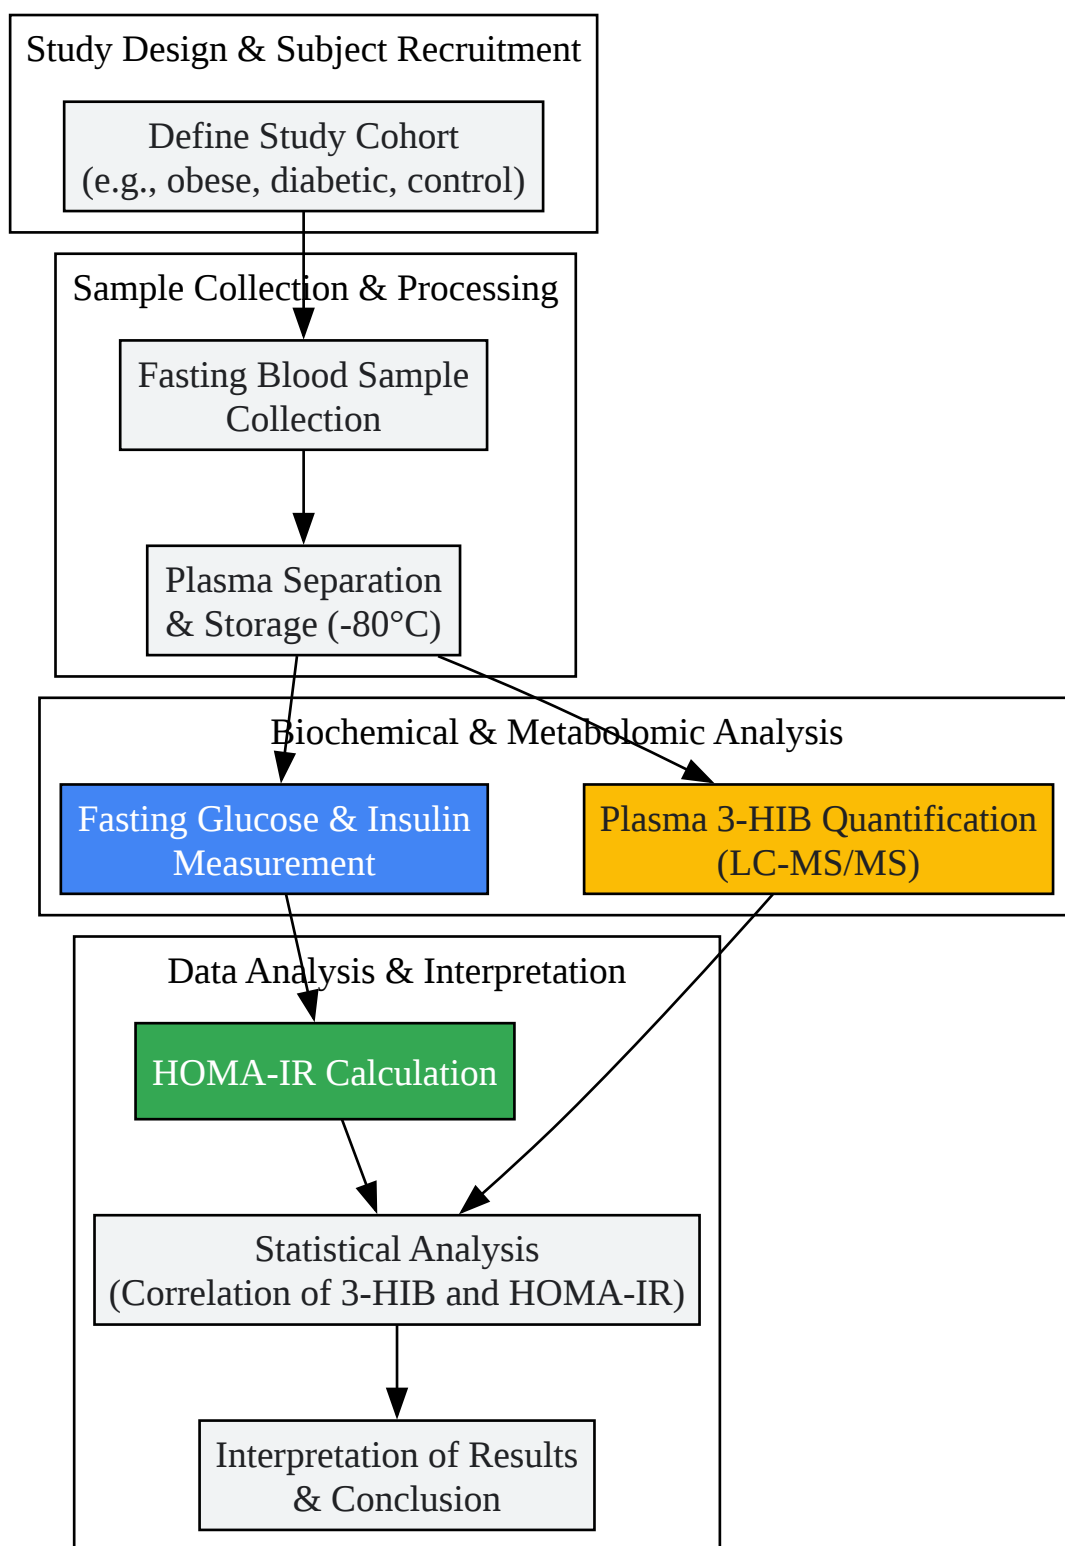 Study Design & Subject Recruitment
Define Study Cohort
(e.g., obese, diabetic, control)
Sample Collection & Processing
Fasting Blood Sample
Collection
Plasma Separation
& Storage (-80°C)
Biochemical & Metabolomic Analysis
Fasting Glucose & Insulin
Measurement
Plasma 3-HIB Quantification
(LC-MS/MS)
Data Analysis & Interpretation
HOMA-IR Calculation
Statistical Analysis
(Correlation of 3-HIB and HOMA-IR)
Interpretation of Results
& Conclusion